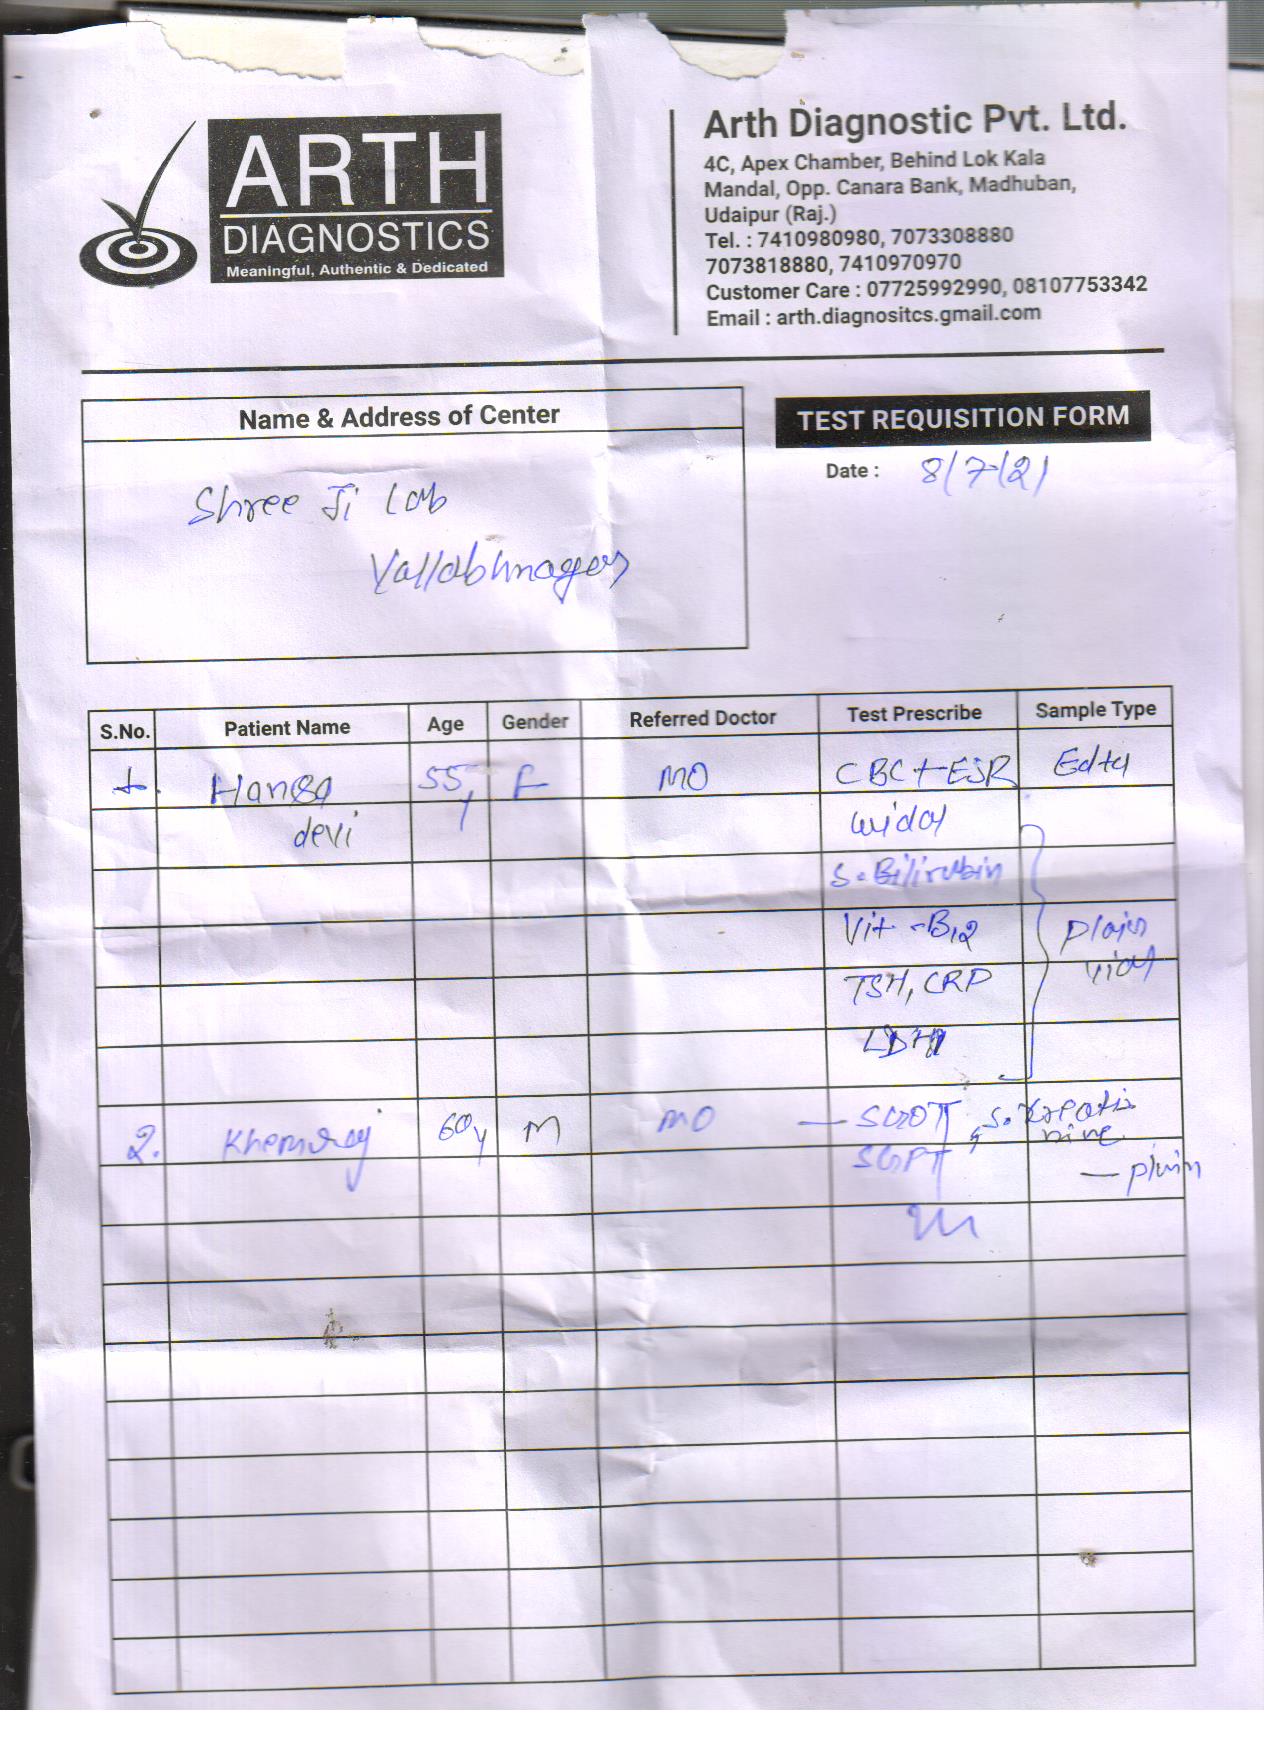 ARTH
DIAGNOSTICS
Meaningful, Authentic & Dedicated
Arth Diagnostic Pvt. Ltd.
4C, Apex Chamber, Behind Lok Kala
Mandal, Opp. Canara Bank, Madhuban,
Udaipur (Raj.)
Tel. : 7410980980, 7073308880
7073818880, 7410970970
Customer Care : 07725992990, 08107753342
Email : arth.diagnositcs.gmail.com
Name & Address of Center
Shree Ji Lab
Vallabhnagar
TEST REQUISITION FORM
Date : 8/7/21
S.No. Patient Name Age Gender Referred Doctor Test Prescribe Sample Type
1. Hansa 55y F MO CBC+ESR Edta
devi widal
S.Bilirubin
Vit-B12 Plain
TSH, CRP vial
LDH
2. Khemraj 60y M MO — SGOT, S.Kreati
nine
SGPT — plain